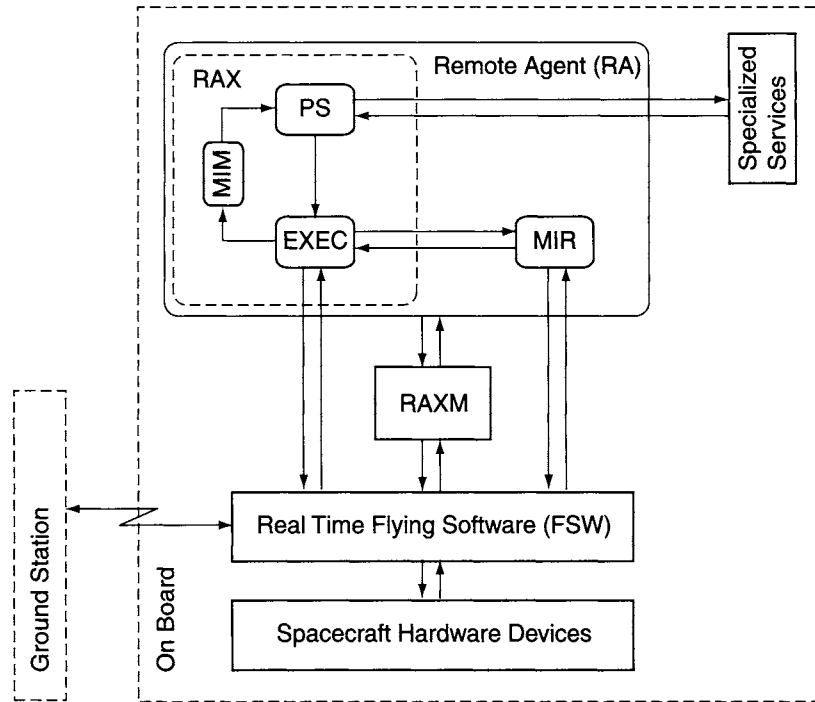 Remote Agent (RA)
RAX
PS
Specialized
Services
MIM
EXEC
MIR
RAXM
Real Time Flying Software (FSW)
Ground Station
On Board
Spacecraft Hardware Devices